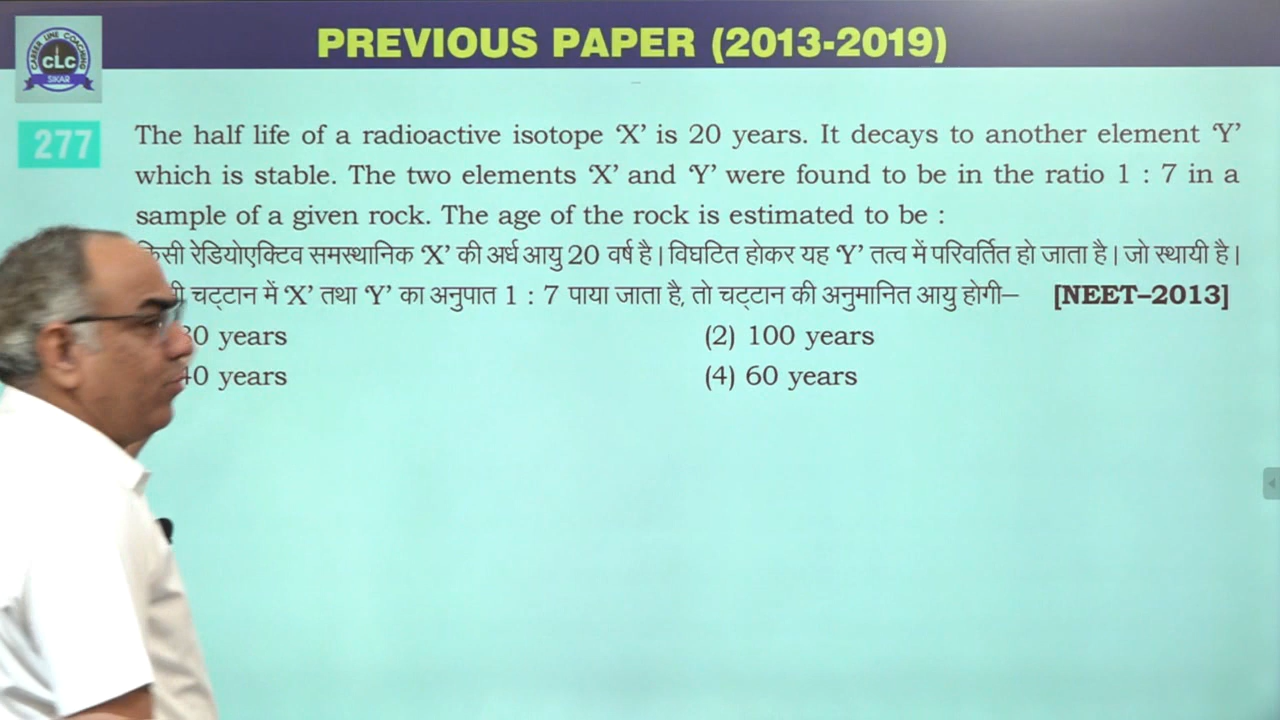 PREVIOUS PAPER (2013-2019)
CAREER LINE COACHING
CLC
SIKAR
277
The half life of a radioactive isotope ‘X’ is 20 years. It decays to another element ‘Y’
which is stable. The two elements ‘X’ and ‘Y’ were found to be in the ratio 1 : 7 in a
sample of a given rock. The age of the rock is estimated to be :
रेडियोएक्टिव समस्थानिक ‘X’ की अर्ध आयु 20 वर्ष है। विघटित होकर यह ‘Y’ तत्व में परिवर्तित हो जाता है। जो स्थायी है।
चट्टान में ‘X’ तथा ‘Y’ का अनुपात 1 : 7 पाया जाता है, तो चट्टान की अनुमानित आयु होगी– [NEET–2013]
years
(2) 100 years
years
(4) 60 years